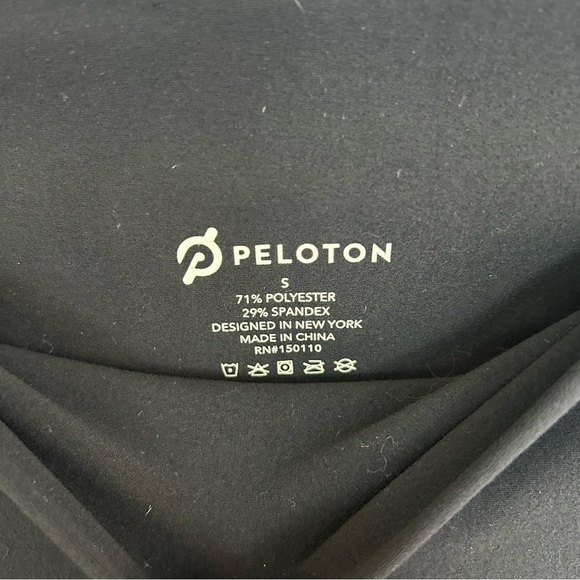 PELOTON
S
71% POLYESTER
29% SPANDEX
DESIGNED IN NEW YORK
MADE IN CHINA
RN#150110